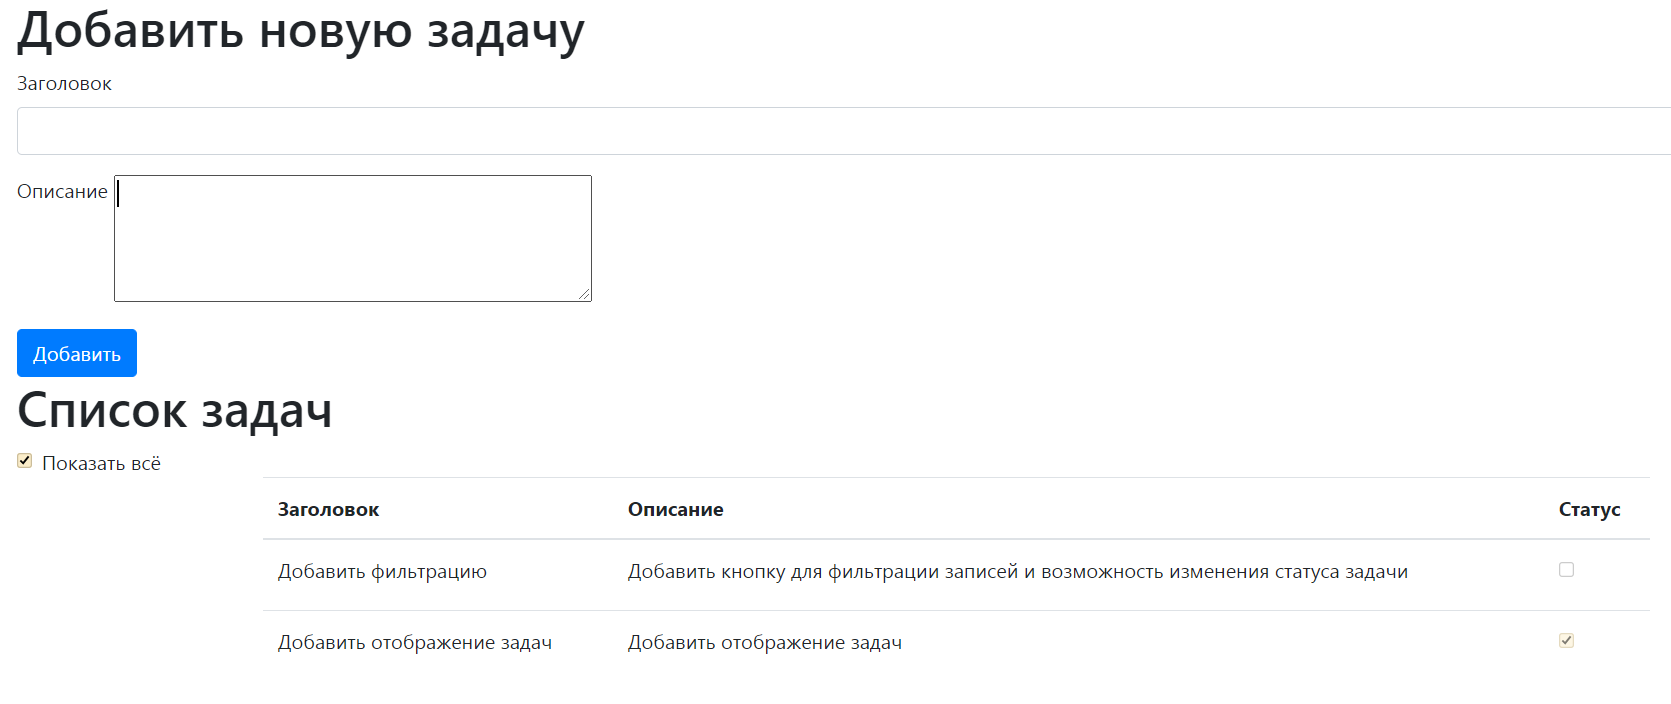 Добавить новую задачу
Заголовок
Описание
Добавить
Список задач
Показать всё
Заголовок Описание Статус
Добавить фильтрацию Добавить кнопку для фильтрации записей и возможность изменения статуса задачи
Добавить отображение задач Добавить отображение задач